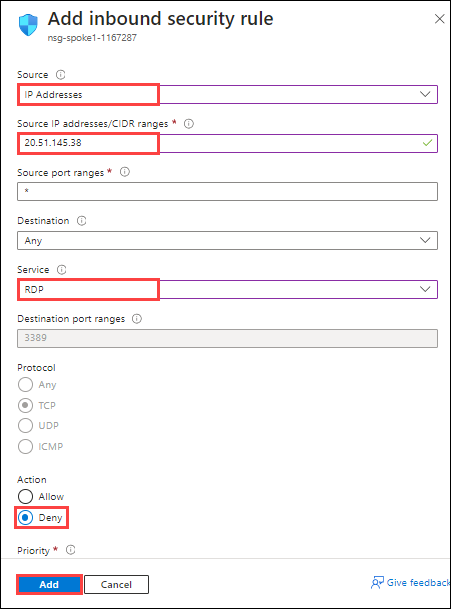 Add inbound security rule
nsg-spoke1-1167287
Source
IP Addresses
Source IP addresses/CIDR ranges *
20.51.145.38
Source port ranges *
*
Destination
Any
Service
RDP
Destination port ranges
3389
Protocol
Any
TCP
UDP
ICMP
Action
Allow
Deny
Priority *
Add
Cancel
Give feedback